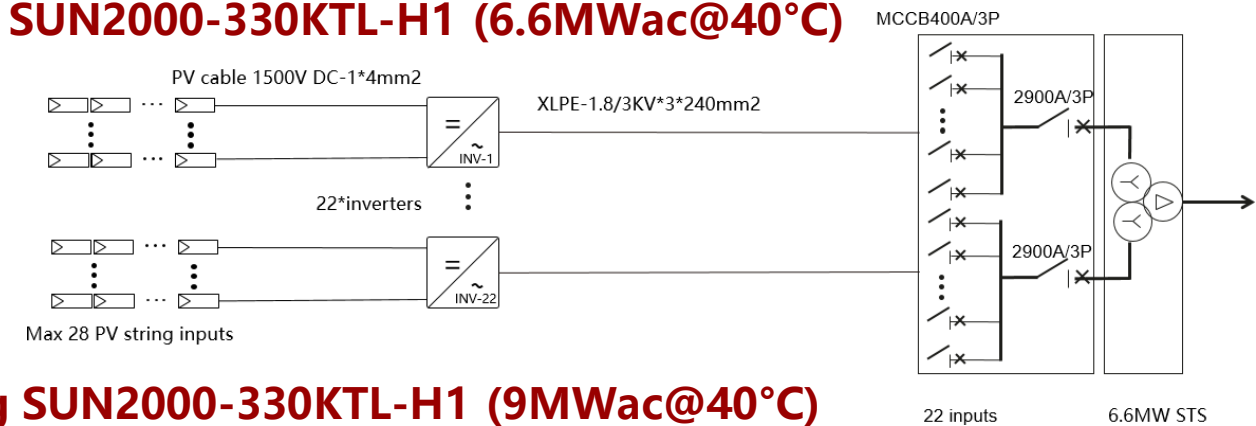 SUN2000-330KTL-H1 (6.6MWac@40°C)
MCCB400A/3P
PV cable 1500V DC-1*4mm2
XLPE-1.8/3KV*3*240mm2
2900A/3P
=
~
INV-1
22*inverters
2900A/3P
=
~
INV-22
Max 28 PV string inputs
g SUN2000-330KTL-H1 (9MWac@40°C)
22 inputs
6.6MW STS